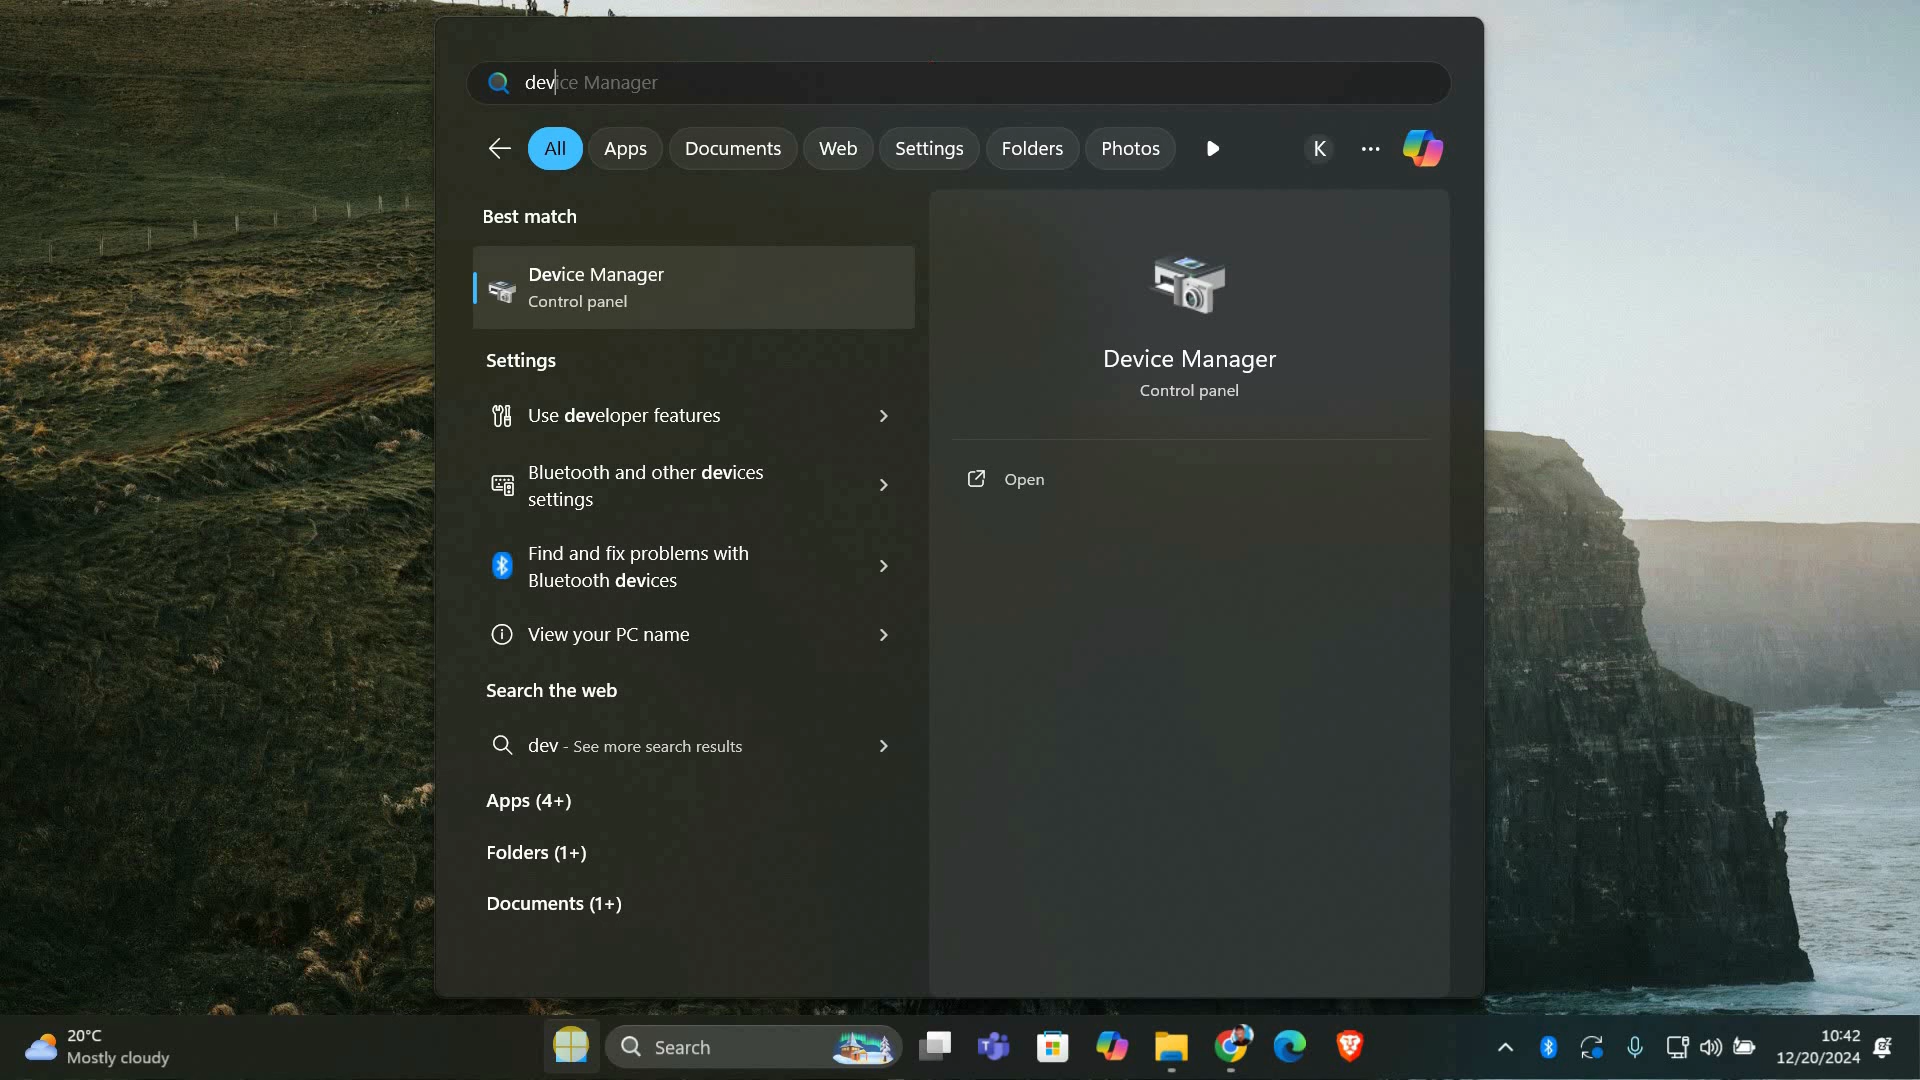 device Manager
All
Apps
Documents
Web
Settings
Folders
Photos
K
Best match
Device Manager
Control panel
Settings
Use developer features
Bluetooth and other devices
settings
Find and fix problems with
Bluetooth devices
View your PC name
Search the web
dev - See more search results
Apps (4+)
Folders (1+)
Documents (1+)
Device Manager
Control panel
Open
20°C
Mostly cloudy
Search
10:42
12/20/2024